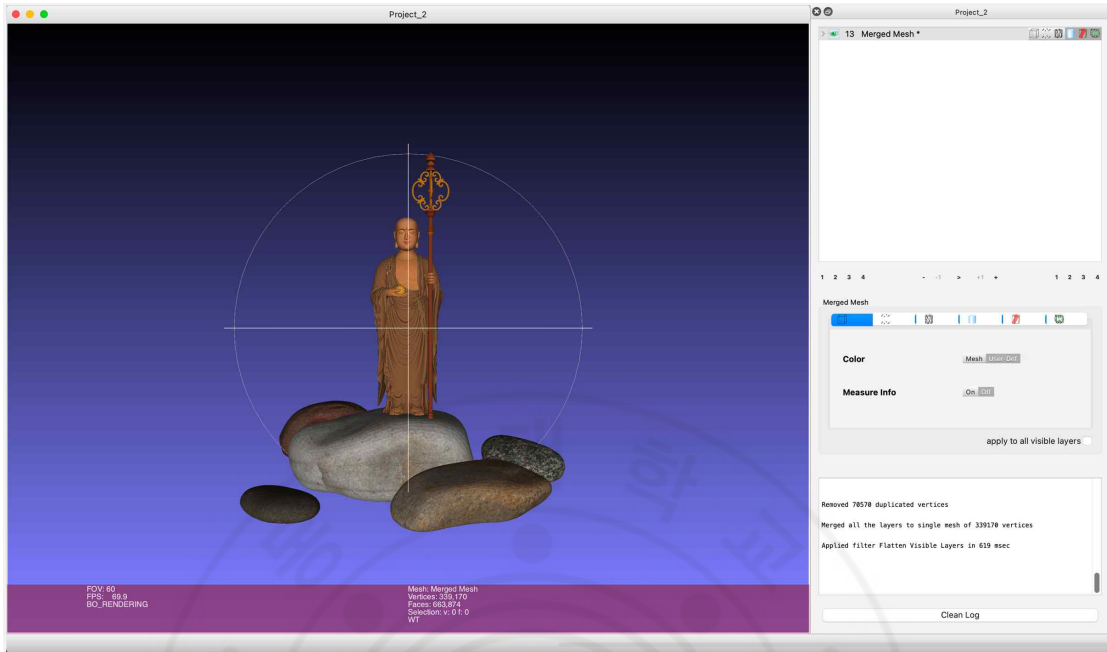 Project_2
Project_2
13 Merged Mesh *
1 2 3 4 - -1 > +1 + 1 2 3 4
Merged Mesh
Color Mesh User-Def
Measure Info On Off
apply to all visible layers
Removed 70570 duplicated vertices
Merged all the layers to single mesh of 339170 vertices
Applied filter Flatten Visible Layers in 619 msec
Clean Log
FOV: 60
FPS: 69.9
BO_RENDERING
Mesh: Merged Mesh
Vertices: 339,170
Faces: 663,874
Selection: v: 0 f: 0
WT